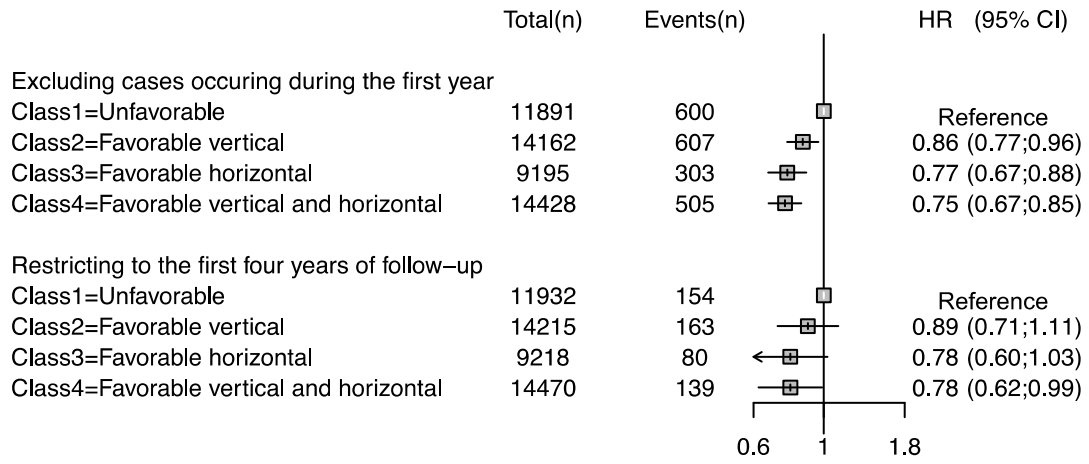 Total(n) Events(n) HR (95% CI)
Excluding cases occuring during the first year
Class1=Unfavorable 11891 600 Reference
Class2=Favorable vertical 14162 607 0.86 (0.77;0.96)
Class3=Favorable horizontal 9195 303 0.77 (0.67;0.88)
Class4=Favorable vertical and horizontal 14428 505 0.75 (0.67;0.85)
Restricting to the first four years of follow–up
Class1=Unfavorable 11932 154 Reference
Class2=Favorable vertical 14215 163 0.89 (0.71;1.11)
Class3=Favorable horizontal 9218 80 0.78 (0.60;1.03)
Class4=Favorable vertical and horizontal 14470 139 0.78 (0.62;0.99)
0.6 1 1.8